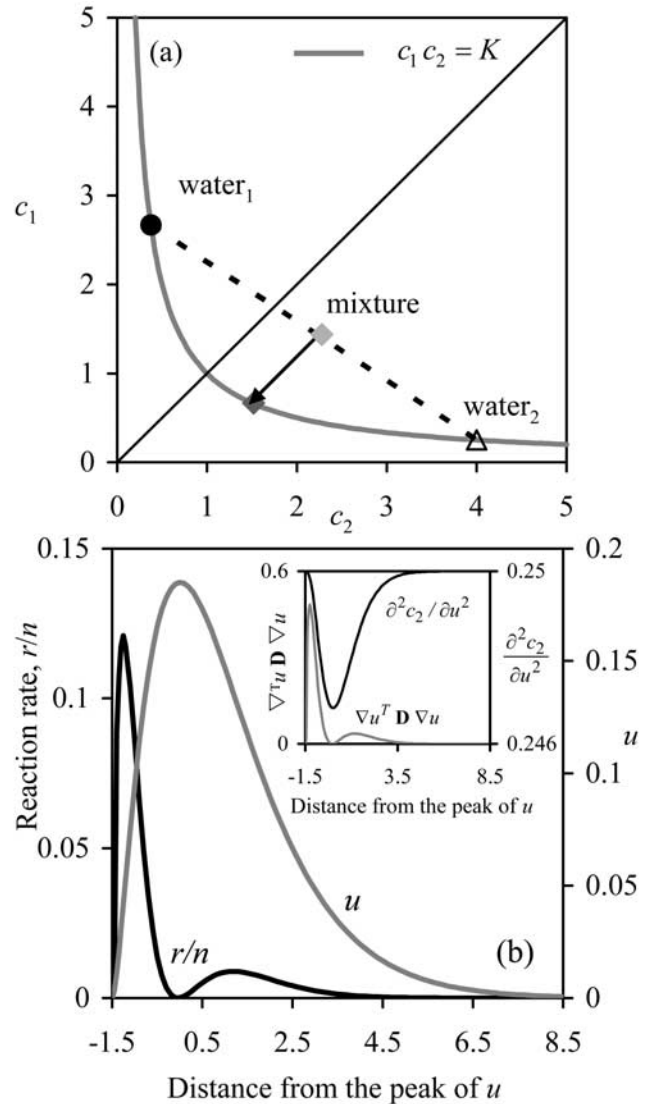 (a)
c₁ c₂ = K
5
4
3
2
1
0
c₁
water₁
mixture
water₂
0 1 2 3 4 5
c₂
0.15
0.1
0.05
0
Reaction rate, r/n
0.2
0.15
0.1
0.05
0
u
0.6
0
∇ᵀu D ∇u
0.25
0.246
∂²c₂/∂u²
∂²c₂ / ∂u²
∇uᵀ D ∇u
-1.5 3.5 8.5
Distance from the peak of u
u
r/n
(b)
-1.5 0.5 2.5 4.5 6.5 8.5
Distance from the peak of u